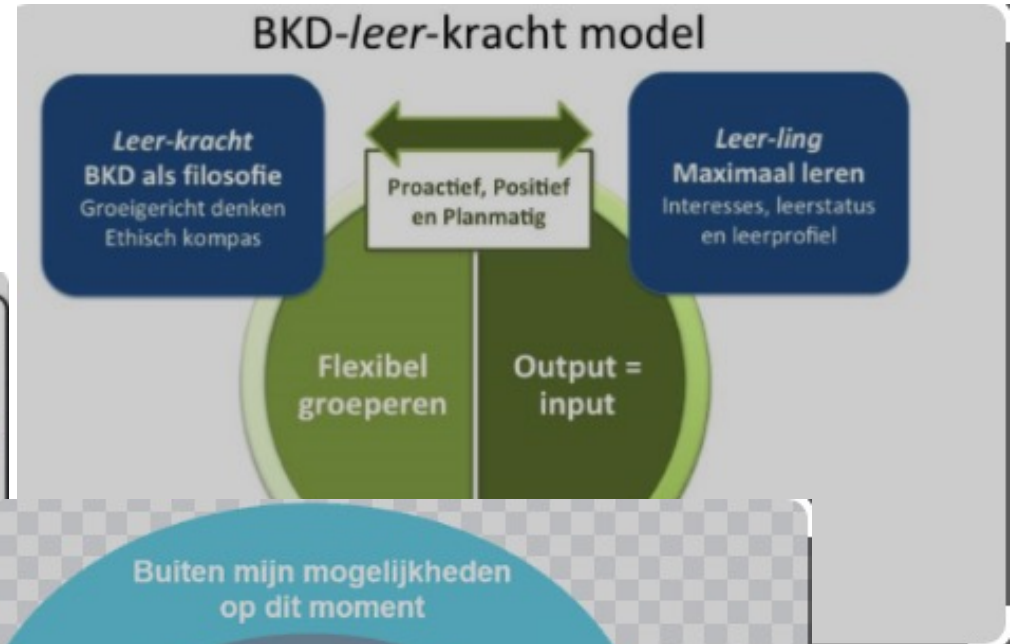 BKD-leer-kracht model
Leer-kracht
BKD als filosofie
Groeigericht denken
Ethisch kompas
Proactief, Positief
en Planmatig
Leer-ling
Maximaal leren
Interesses, leerstatus
en leerprofiel
Flexibel
groeperen
Output =
input
Buiten mijn mogelijkheden
op dit moment